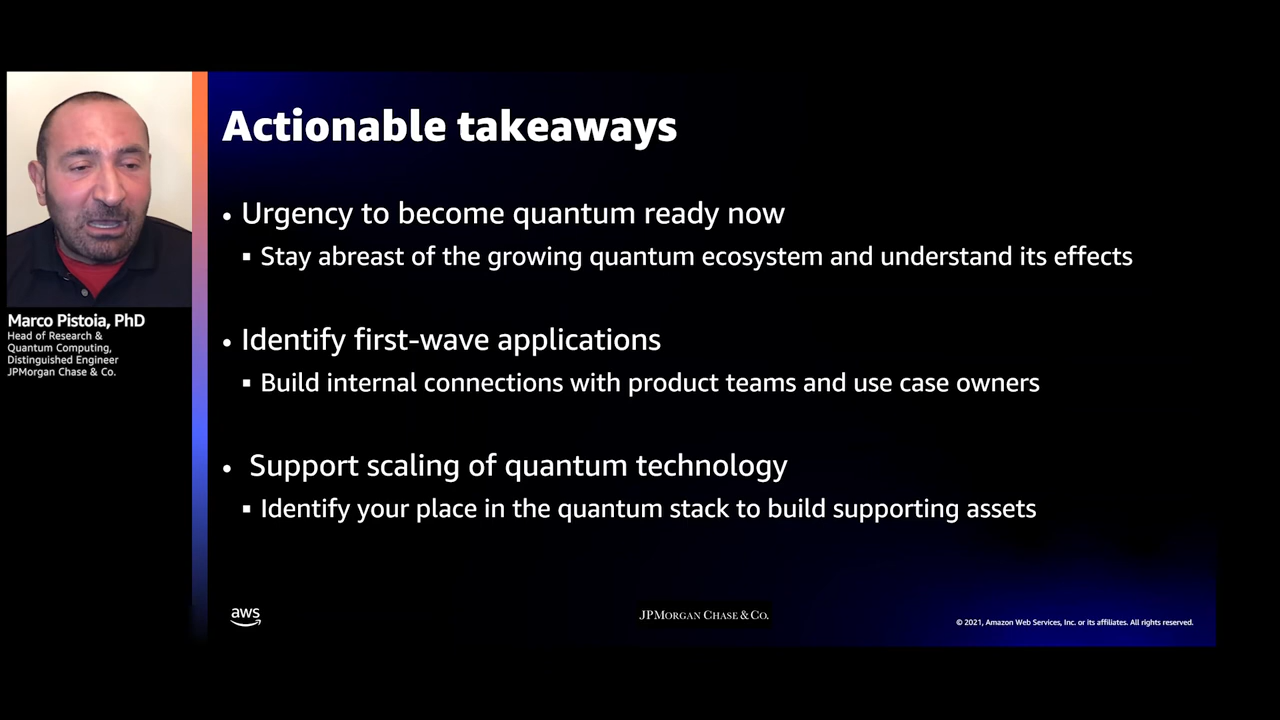 Actionable takeaways
• Urgency to become quantum ready now
▪ Stay abreast of the growing quantum ecosystem and understand its effects
• Identify first-wave applications
▪ Build internal connections with product teams and use case owners
• Support scaling of quantum technology
▪ Identify your place in the quantum stack to build supporting assets
Marco Pistoia, PhD
Head of Research &
Quantum Computing,
Distinguished Engineer
JPMorgan Chase & Co.
aws
JPMORGAN CHASE & CO.
© 2021, Amazon Web Services, Inc. or its affiliates. All rights reserved.